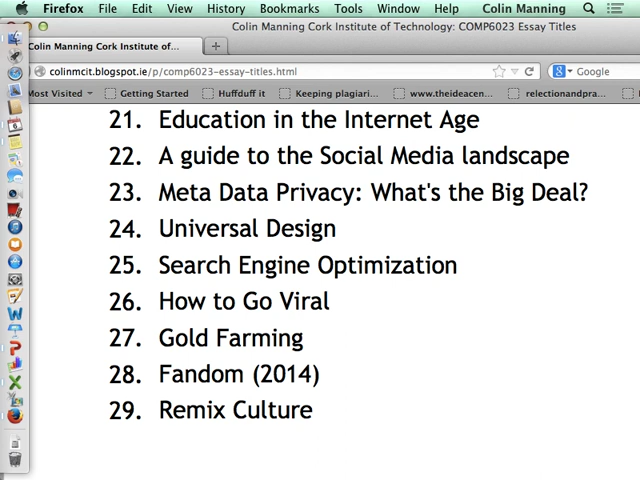 Firefox File Edit View History Bookmarks Tools Window Help Colin Manning
Colin Manning Cork Institute of Technology: COMP6023 Essay Titles
Colin Manning Cork Institute of...
colinmcit.blogspot.ie/p/comp6023-essay-titles.html Google
Most Visited Getting Started Huffduff it Keeping plagiari... www.theideacen... relectionandpra...
21. Education in the Internet Age
22. A guide to the Social Media landscape
23. Meta Data Privacy: What's the Big Deal?
24. Universal Design
25. Search Engine Optimization
26. How to Go Viral
27. Gold Farming
28. Fandom (2014)
29. Remix Culture